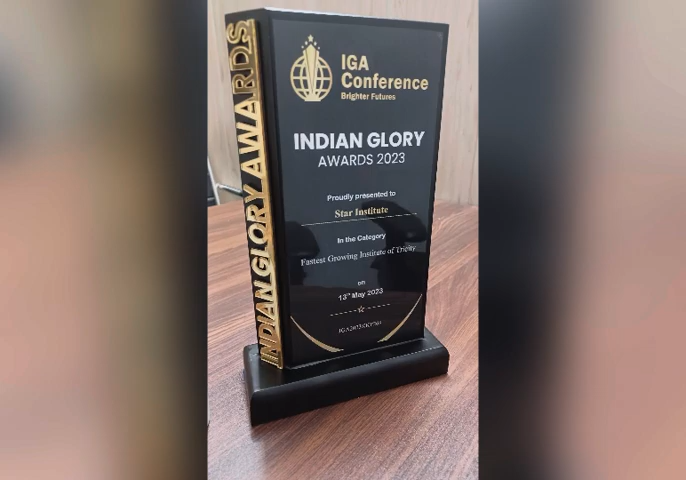 INDIAN GLORY AWARDS
IGA
Conference
Brighter Futures
INDIAN GLORY
AWARDS 2023
Proudly presented to
Star Institute
In the Category
Fastest Growing Institute of Tricity
on
13th May 2023